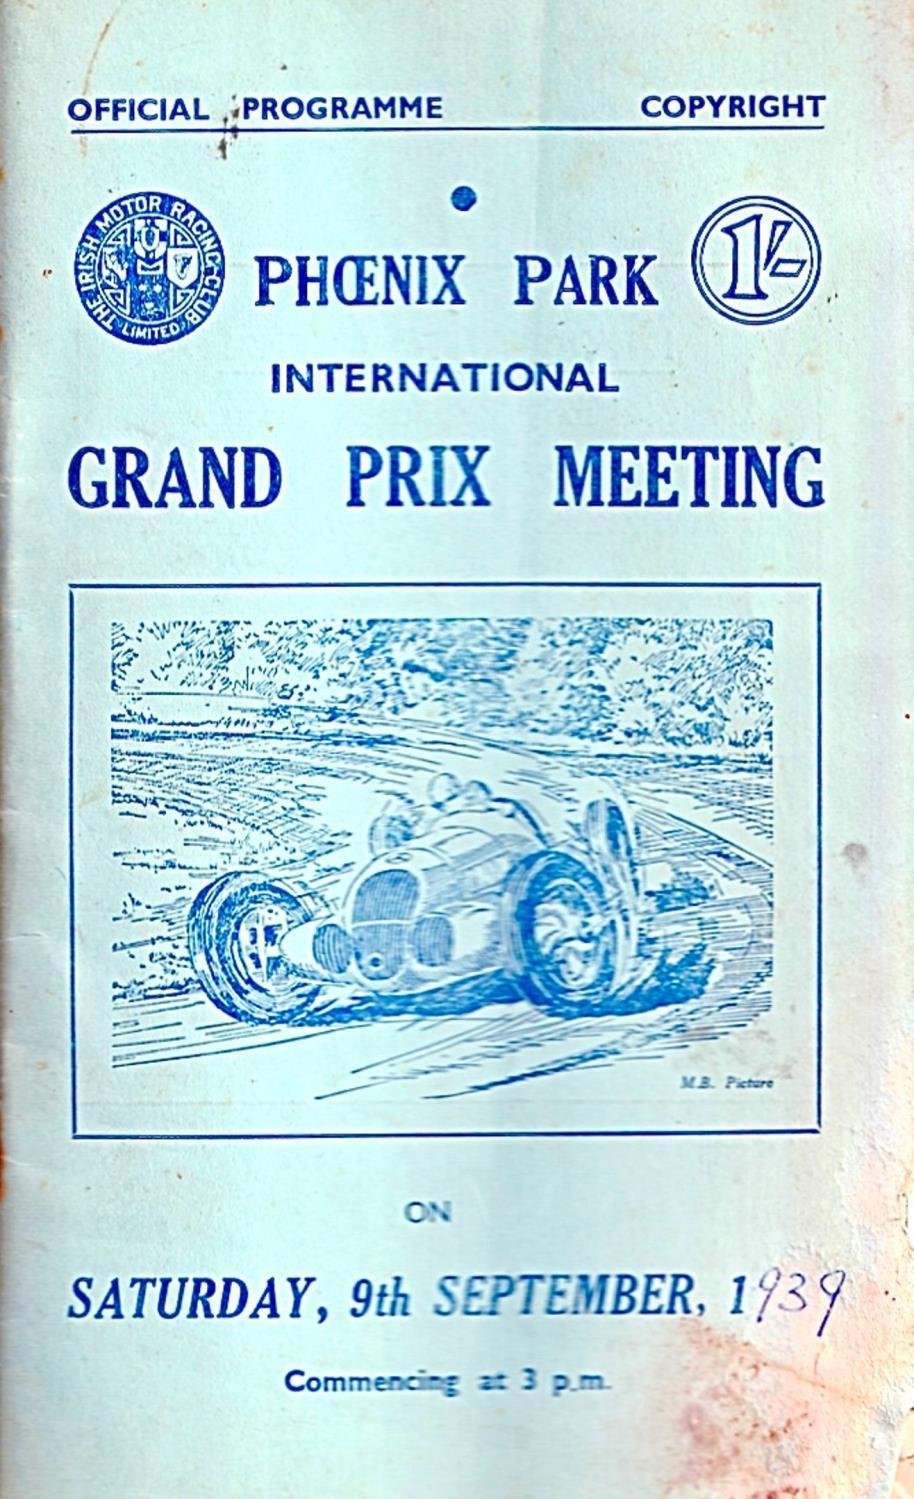 OFFICIAL PROGRAMME COPYRIGHT
THE IRISH MOTOR RACING CLUB LIMITED
PHŒNIX PARK
1/-
INTERNATIONAL
GRAND PRIX MEETING
M.B. Picture
ON
SATURDAY, 9th SEPTEMBER, 1939
Commencing at 3 p.m.